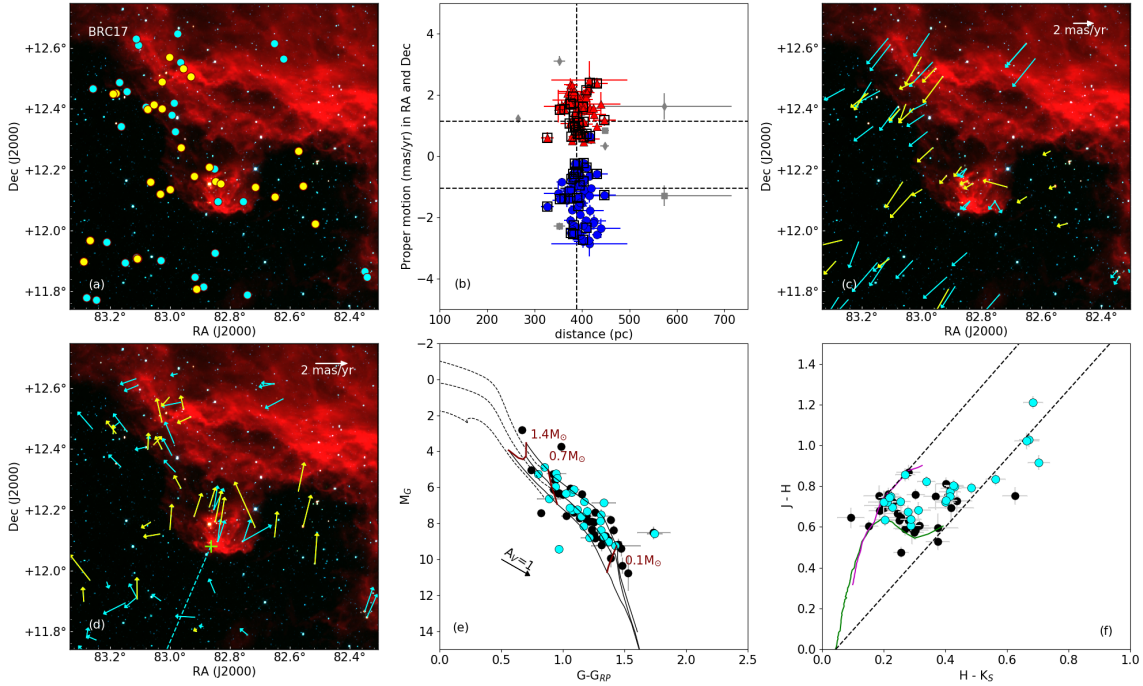 BRC17
+12.6°
+12.4°
+12.2°
+12.0°
+11.8°
Dec (J2000)
(a)
83.2° 83.0° 82.8° 82.6° 82.4°
RA (J2000)
4
2
0
−2
−4
Proper motion (mas/yr) in RA and Dec
(b)
100 200 300 400 500 600 700 800
distance (pc)
2 mas/yr
+12.6°
+12.4°
+12.2°
+12.0°
+11.8°
Dec (J2000)
(c)
83.2° 83.0° 82.8° 82.6° 82.4°
RA (J2000)
2 mas/yr
+12.6°
+12.4°
+12.2°
+12.0°
+11.8°
Dec (J2000)
(d)
83.2° 83.0° 82.8° 82.6° 82.4°
RA (J2000)
−2
0
2
4
6
8
10
12
14
M_G
1.4M⊙
0.7M⊙
0.1M⊙
A_V=1
(e)
0.0 0.5 1.0 1.5 2.0 2.5
G-G_RP
1.5
1.2
0.9
0.6
0.3
0.0
J - H
(f)
0.0 0.2 0.4 0.6 0.8 1.0
H - K_S